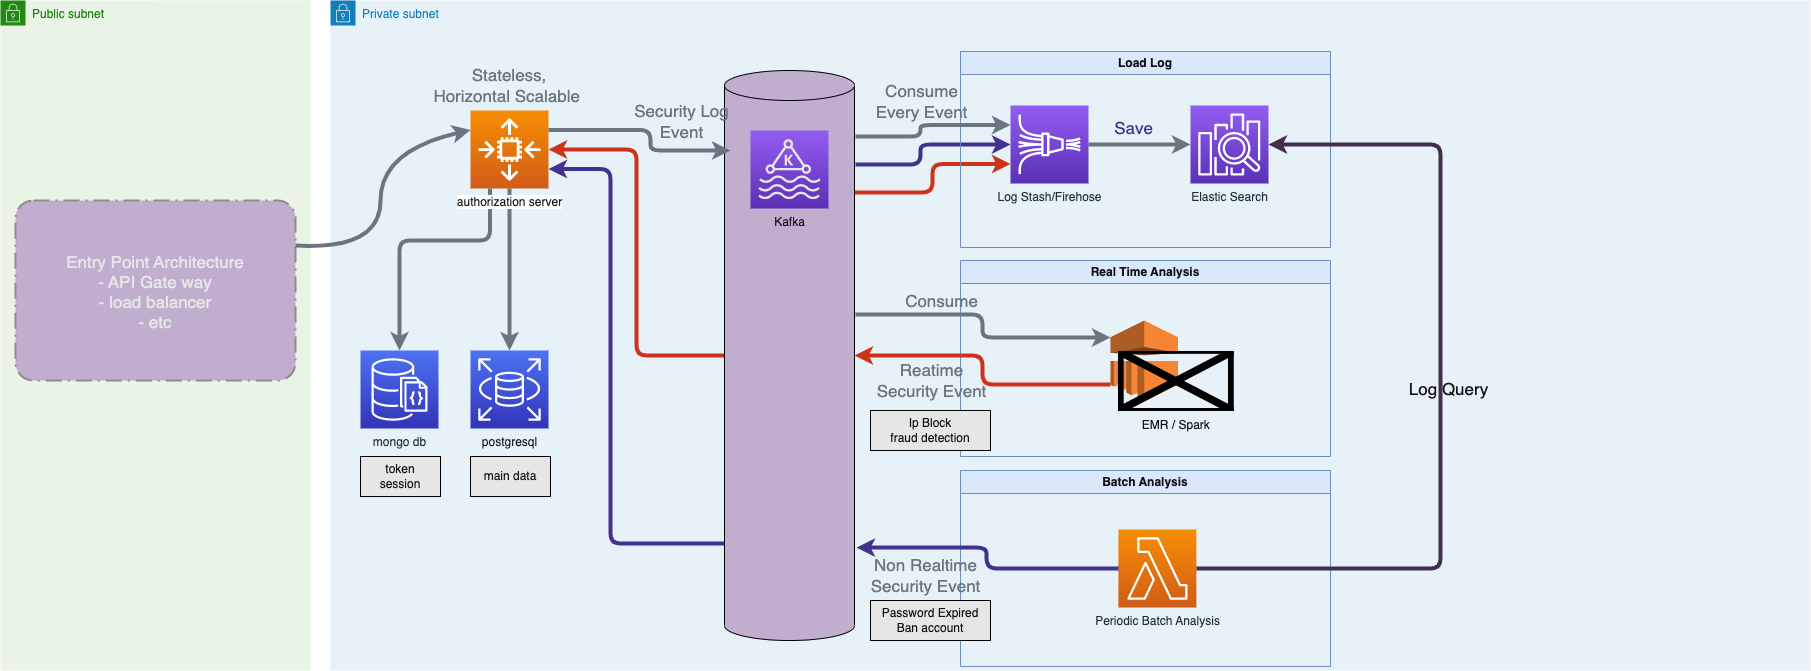 Public subnet
Private subnet
Entry Point Architecture
- API Gate way
- load balancer
- etc
Stateless,
Horizontal Scalable
authorization server
mongo db
token
session
postgresql
main data
Security Log
Event
K
Kafka
Consume
Every Event
Load Log
Log Stash/Firehose
Save
Elastic Search
Real Time Analysis
Consume
Reatime
Security Event
Ip Block
fraud detection
EMR / Spark
Log Query
Batch Analysis
Non Realtime
Security Event
Password Expired
Ban account
Periodic Batch Analysis